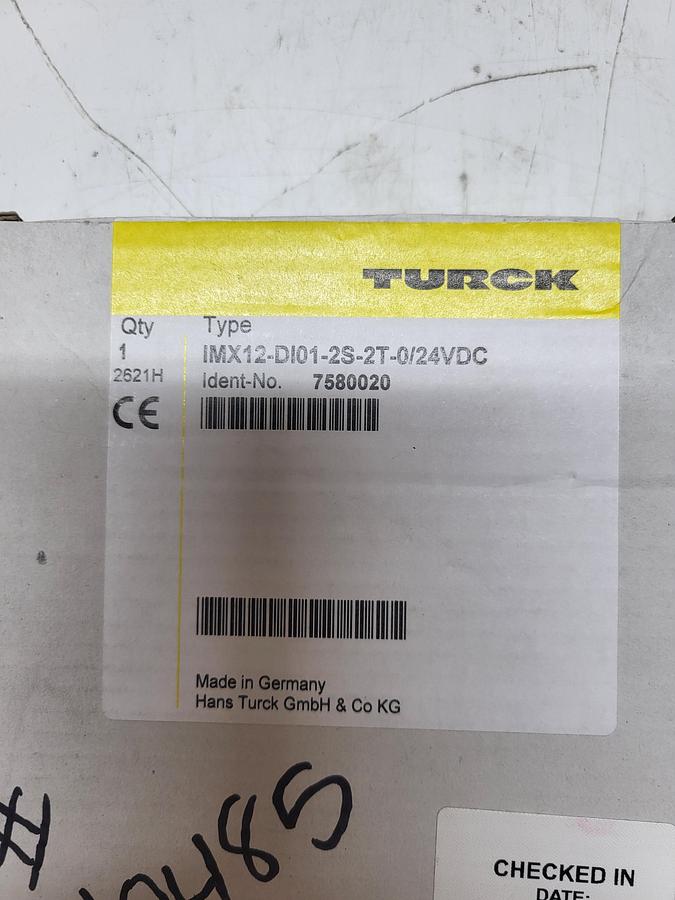 TURCK
Qty Type
1 IMX12-DI01-2S-2T-0/24VDC
2621H Ident-No. 7580020
CE
Made in Germany
Hans Turck GmbH & Co KG
#
0485
CHECKED IN
DATE: